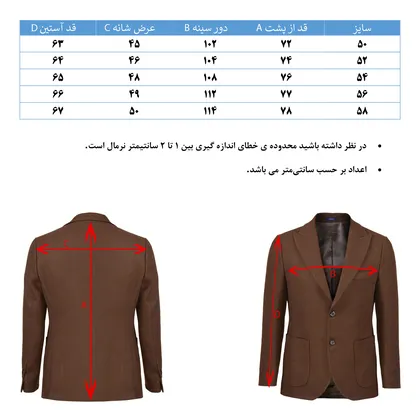 سایز قد از پشت A دور سینه B عرض شانه C قد آستین D
۵۰ ۷۲ ۱۰۲ ۴۵ ۶۳
۵۲ ۷۴ ۱۰۴ ۴۶ ۶۴
۵۴ ۷۶ ۱۰۸ ۴۸ ۶۵
۵۶ ۷۷ ۱۱۲ ۴۹ ۶۶
۵۸ ۷۸ ۱۱۴ ۵۰ ۶۷
• در نظر داشته باشید محدوده ی خطای اندازه گیری بین ۱ تا ۲ سانتیمتر نرمال است.
• اعداد بر حسب سانتی‌متر می باشد.
C
A
B
D